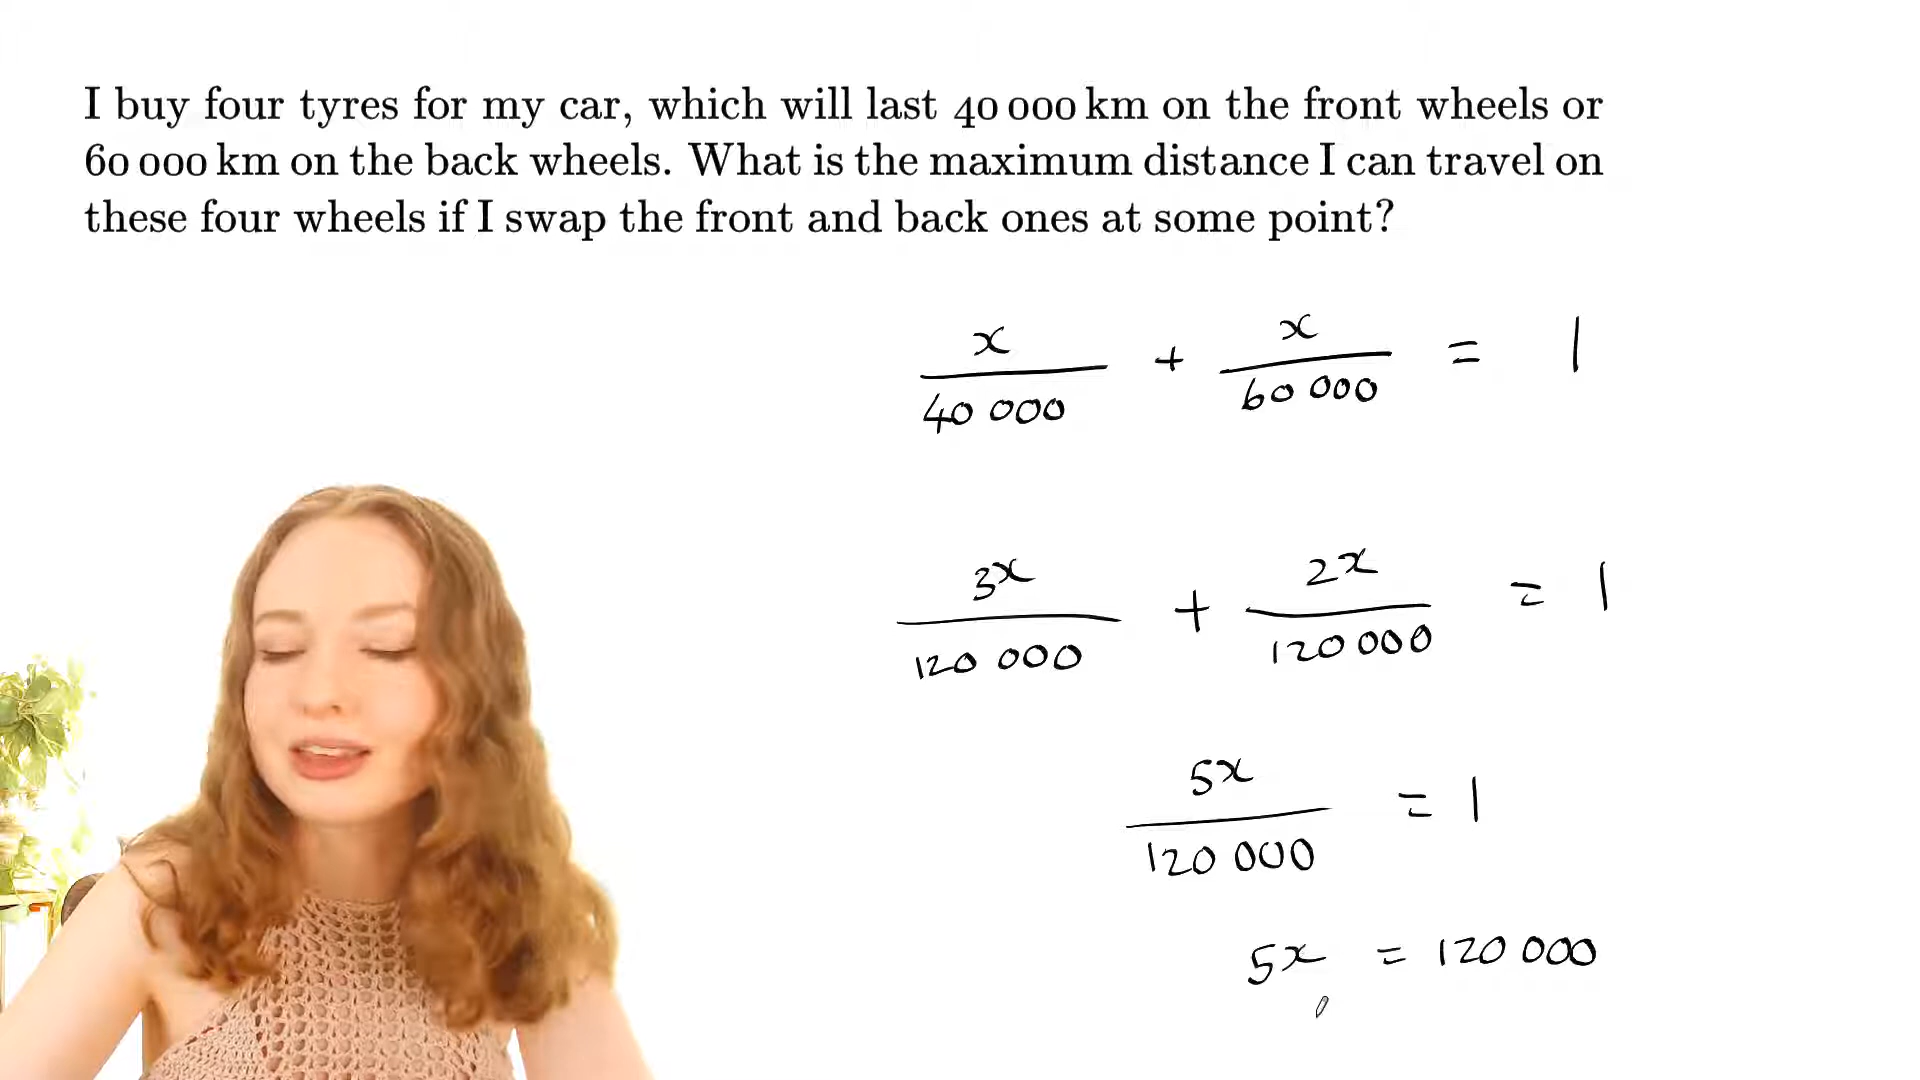 I buy four tyres for my car, which will last 40 000 km on the front wheels or
60 000 km on the back wheels. What is the maximum distance I can travel on
these four wheels if I swap the front and back ones at some point?
x/40 000 + x/60 000 = 1
3x/120 000 + 2x/120 000 = 1
5x/120 000 = 1
5x = 120 000